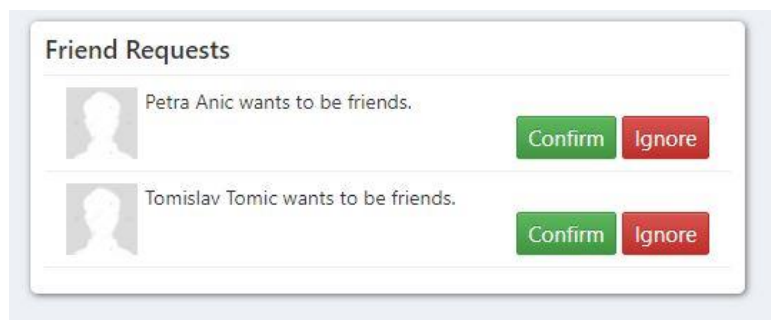 Friend Requests
Petra Anic wants to be friends.
Confirm Ignore
Tomislav Tomic wants to be friends.
Confirm Ignore